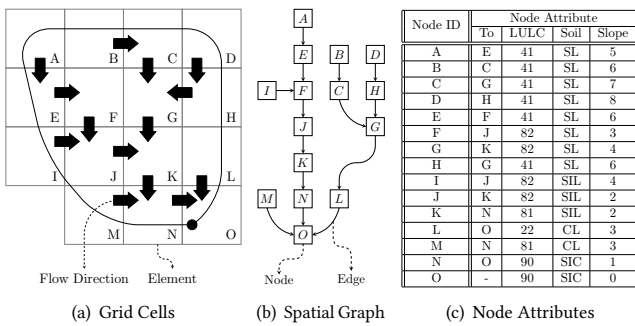 A B C D
E F G H
I J K L
M N O
Flow Direction Element
(a) Grid Cells
A
E B D
I F C H
J G
K
M N L
O
Node Edge
(b) Spatial Graph
Node ID Node Attribute
To LULC Soil Slope
A E 41 SL 5
B C 41 SL 6
C G 41 SL 7
D H 41 SL 8
E F 41 SL 6
F J 82 SL 3
G K 82 SL 4
H G 41 SL 6
I J 82 SIL 4
J K 82 SIL 2
K N 81 SIL 2
L O 22 CL 3
M N 81 CL 3
N O 90 SIC 1
O - 90 SIC 0
(c) Node Attributes